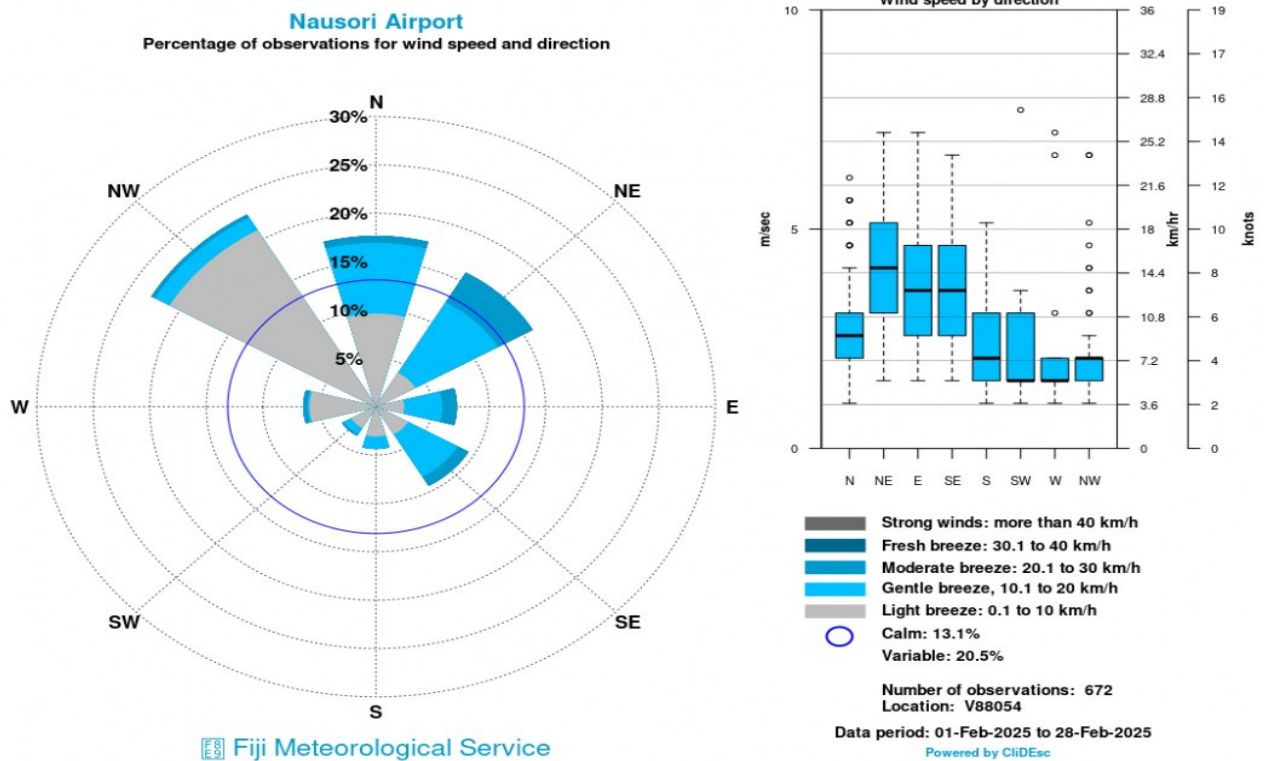 Nausori Airport
Percentage of observations for wind speed and direction
N
30%
25%
20%
15%
10%
5%
NW
NE
W
E
SW
SE
S
Fiji Meteorological Service
Wind speed by direction
m/sec
10
5
0
km/hr
36
32.4
28.8
25.2
21.6
18
14.4
10.8
7.2
3.6
0
knots
19
17
16
14
12
10
8
6
4
2
0
N NE E SE S SW W NW
Strong winds: more than 40 km/h
Fresh breeze: 30.1 to 40 km/h
Moderate breeze: 20.1 to 30 km/h
Gentle breeze, 10.1 to 20 km/h
Light breeze: 0.1 to 10 km/h
Calm: 13.1%
Variable: 20.5%
Number of observations: 672
Location: V88054
Data period: 01-Feb-2025 to 28-Feb-2025
Powered by CliDEsc